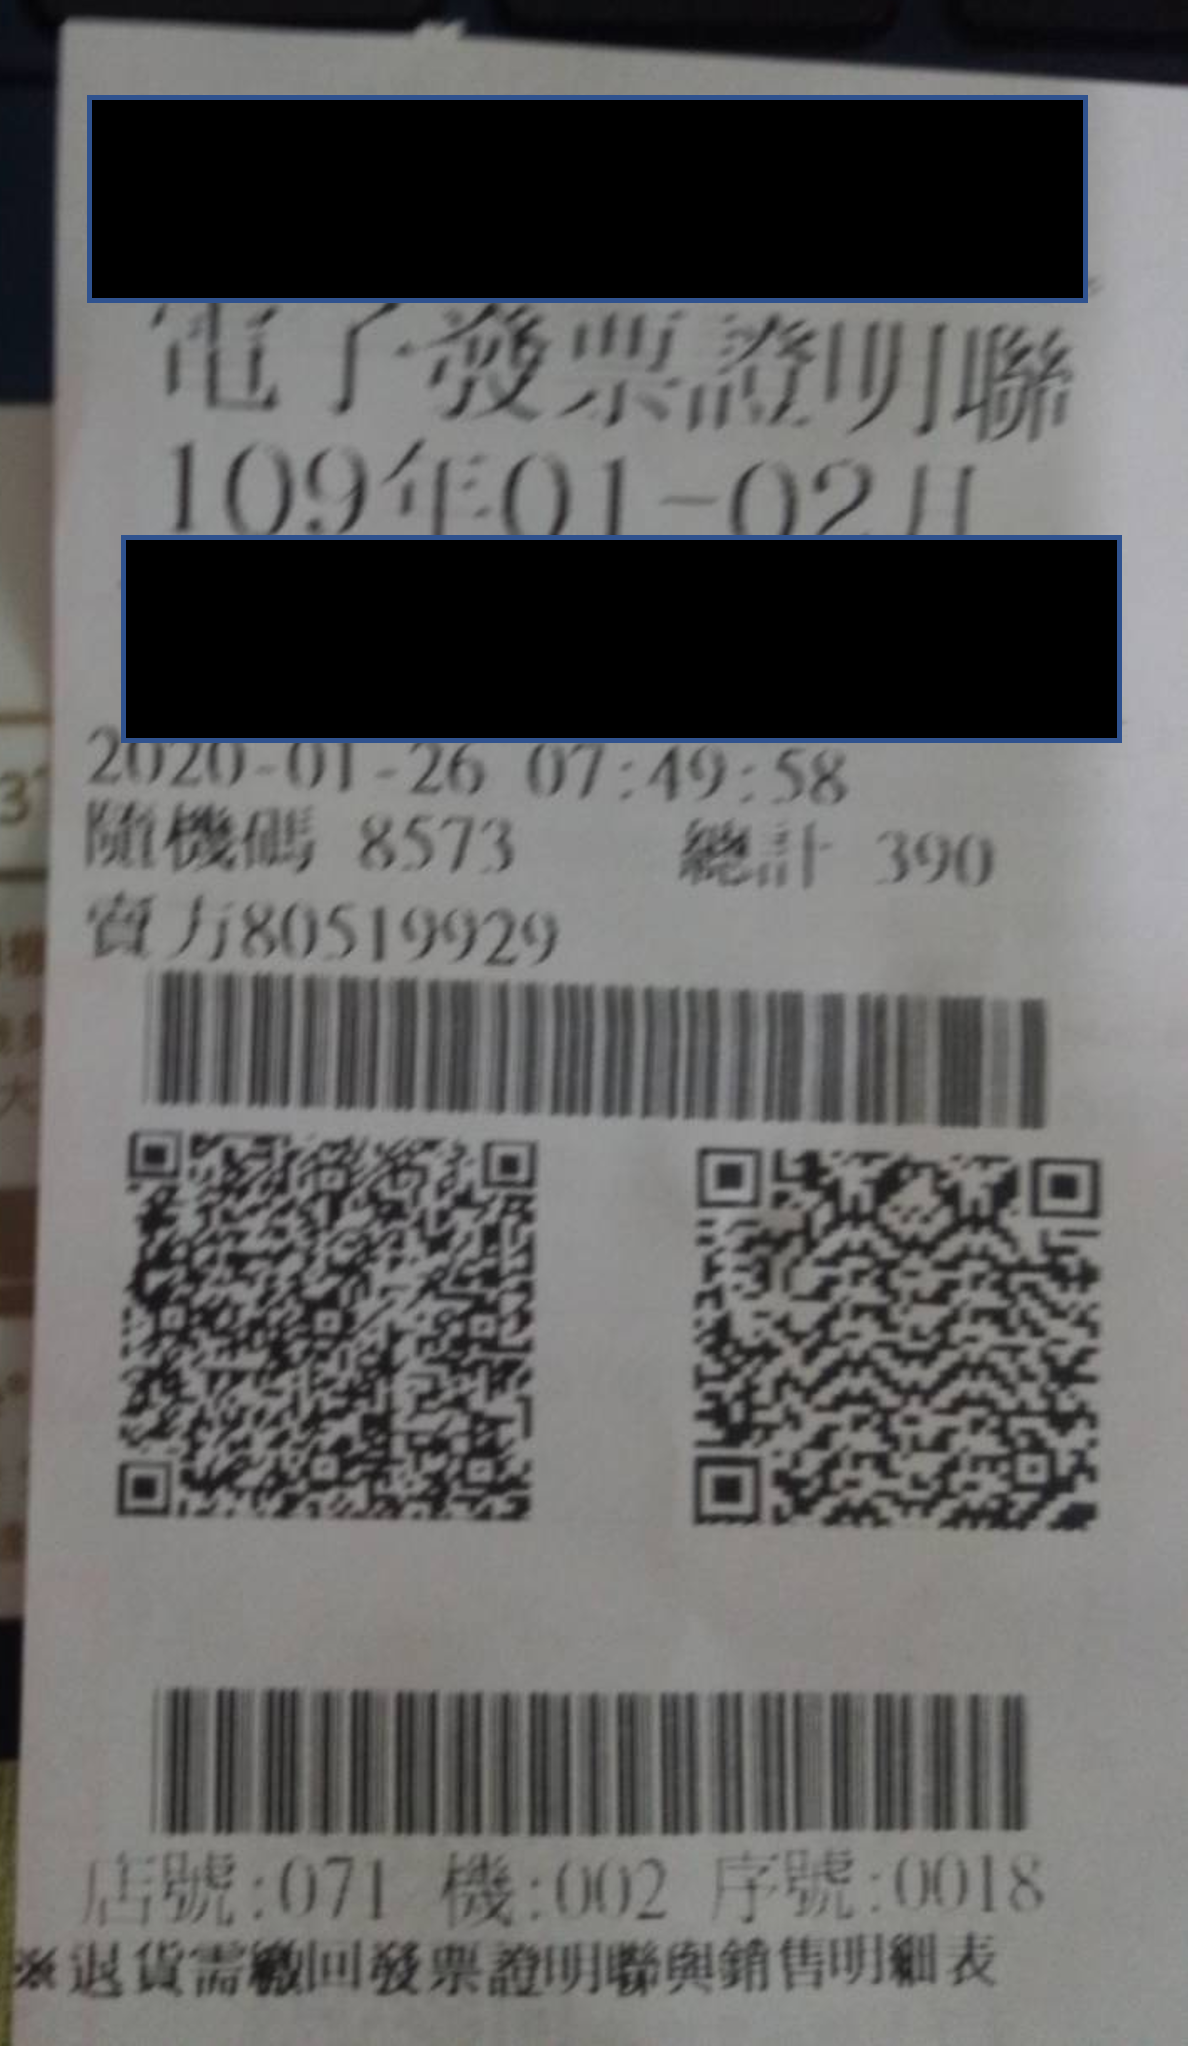 電子發票證明聯
109年01-02月
2020-01-26 07:49:58
隨機碼 8573 總計 390
賣方80519929
店號:071 機:002 序號:0018
※退貨需繳回發票證明聯與銷售明細表